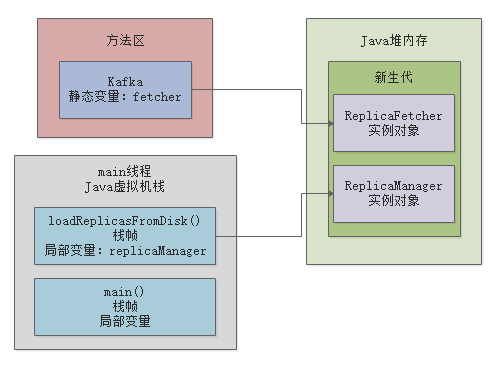 方法区
Kafka
静态变量：fetcher
main线程
Java虚拟机栈
loadReplicasFromDisk()
栈帧
局部变量：replicaManager
main()
栈帧
局部变量
Java堆内存
新生代
ReplicaFetcher
实例对象
ReplicaManager
实例对象